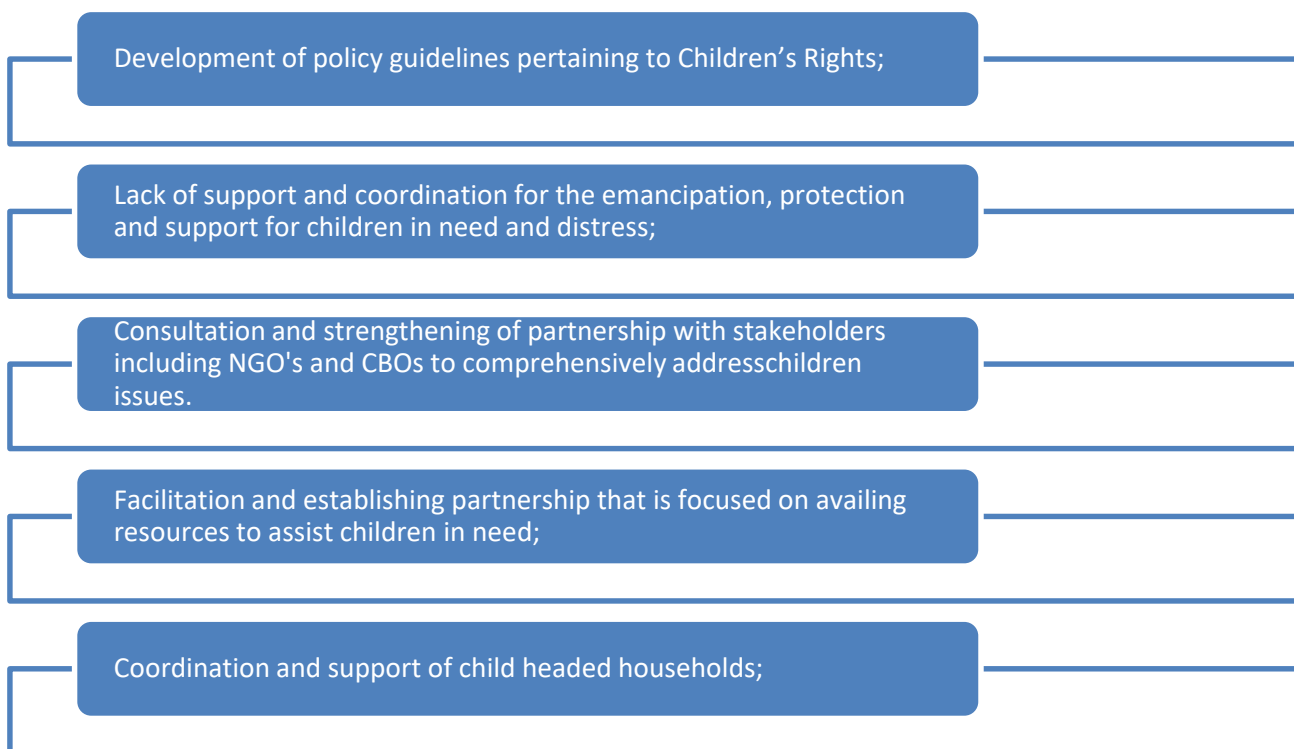 Development of policy guidelines pertaining to Children’s Rights;
Lack of support and coordination for the emancipation, protection
and support for children in need and distress;
Consultation and strengthening of partnership with stakeholders
including NGO's and CBOs to comprehensively addresschildren
issues.
Facilitation and establishing partnership that is focused on availing
resources to assist children in need;
Coordination and support of child headed households;